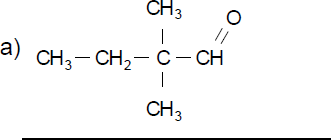 CH3 O
a) CH3 – CH2 – C – CH
CH3